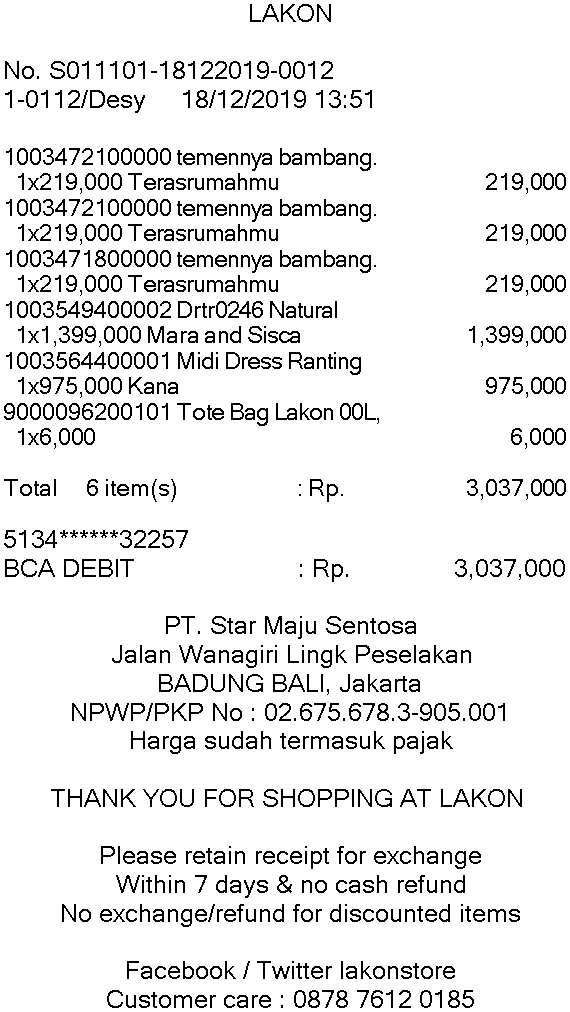 LAKON
No. S011101-18122019-0012
1-0112/Desy 18/12/2019 13:51
1003472100000 temennya bambang.
1x219,000 Terasrumahmu 219,000
1003472100000 temennya bambang.
1x219,000 Terasrumahmu 219,000
1003471800000 temennya bambang.
1x219,000 Terasrumahmu 219,000
1003549400002 Drtr0246 Natural
1x1,399,000 Mara and Sisca 1,399,000
1003564400001 Midi Dress Ranting
1x975,000 Kana 975,000
9000096200101 Tote Bag Lakon 00L,
1x6,000 6,000
Total 6 item(s) : Rp. 3,037,000
5134******32257
BCA DEBIT : Rp. 3,037,000
PT. Star Maju Sentosa
Jalan Wanagiri Lingk Peselakan
BADUNG BALI, Jakarta
NPWP/PKP No : 02.675.678.3-905.001
Harga sudah termasuk pajak
THANK YOU FOR SHOPPING AT LAKON
Please retain receipt for exchange
Within 7 days & no cash refund
No exchange/refund for discounted items
Facebook / Twitter lakonstore
Customer care : 0878 7612 0185